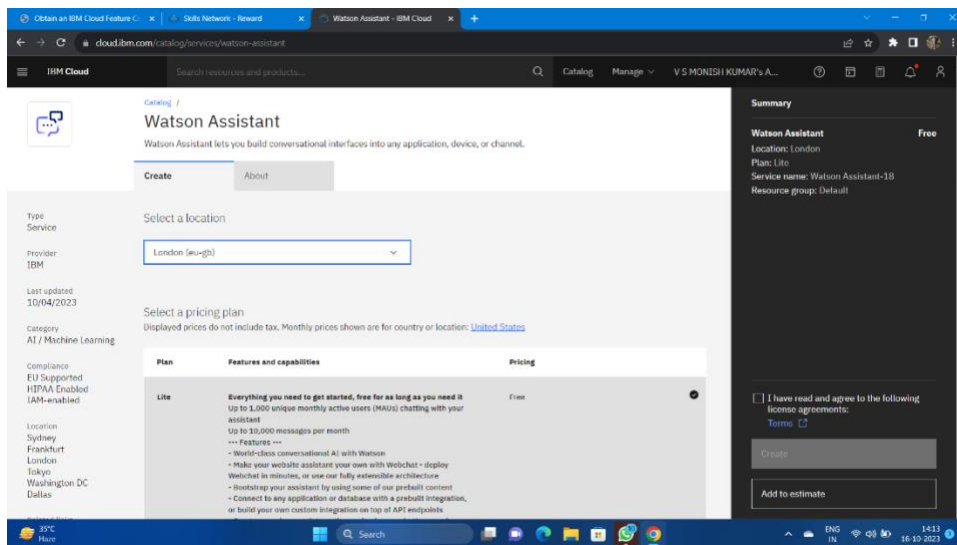 Obtain an IBM Cloud Feature C
Skills Network - Reward
Watson Assistant - IBM Cloud
cloud.ibm.com/catalog/services/watson-assistant
IBM Cloud
Search resources and products...
Catalog
Manage
V S MONISH KUMAR's A...
Catalog /
Watson Assistant
Watson Assistant lets you build conversational interfaces into any application, device, or channel.
Create
About
Type
Service
Provider
IBM
Last updated
10/04/2023
Category
AI / Machine Learning
Compliance
EU Supported
HIPAA Enabled
IAM-enabled
Location
Sydney
Frankfurt
London
Tokyo
Washington DC
Dallas
Select a location
London (eu-gb)
Select a pricing plan
Displayed prices do not include tax. Monthly prices shown are for country or location: United States
Plan
Features and capabilities
Pricing
Lite
Everything you need to get started, free for as long as you need it
Free
Up to 1,000 unique monthly active users (MAUs) chatting with your
assistant
Up to 10,000 messages per month
--- Features ---
- World-class conversational AI with Watson
- Make your website assistant your own with Webchat - deploy
Webchat in minutes, or use our fully extensible architecture
- Bootstrap your assistant by using some of our prebuilt content
- Connect to any application or database with a prebuilt integration,
or build your own custom integration on top of API endpoints
Summary
Watson Assistant
Free
Location: London
Plan: Lite
Service name: Watson Assistant-18
Resource group: Default
I have read and agree to the following
license agreements:
Terms
Create
Add to estimate
35°C
Haze
Search
ENG
IN
14:13
16-10-2023